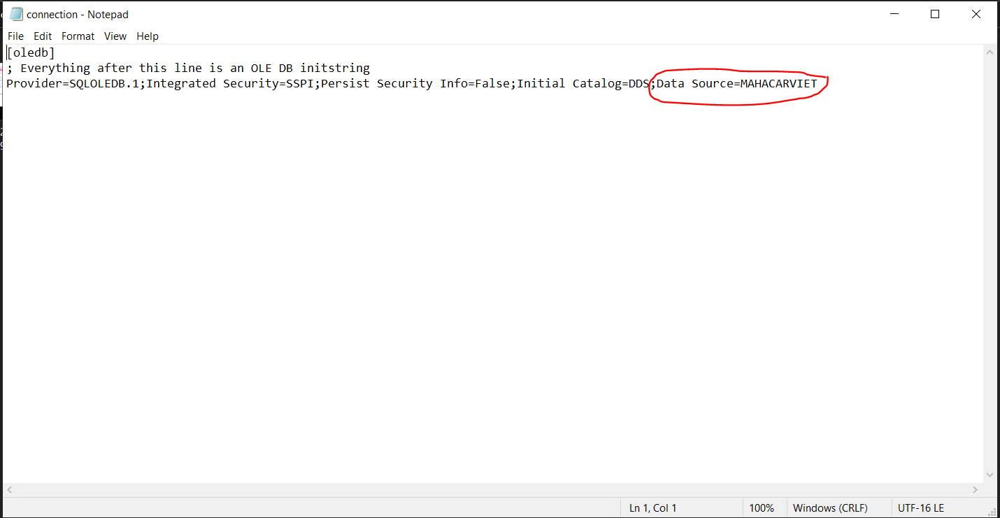 connection - Notepad
File Edit Format View Help
[oledb]
; Everything after this line is an OLE DB initstring
Provider=SQLOLEDB.1;Integrated Security=SSPI;Persist Security Info=False;Initial Catalog=DDS;Data Source=MAHACARVIET
Ln 1, Col 1 100% Windows (CRLF) UTF-16 LE